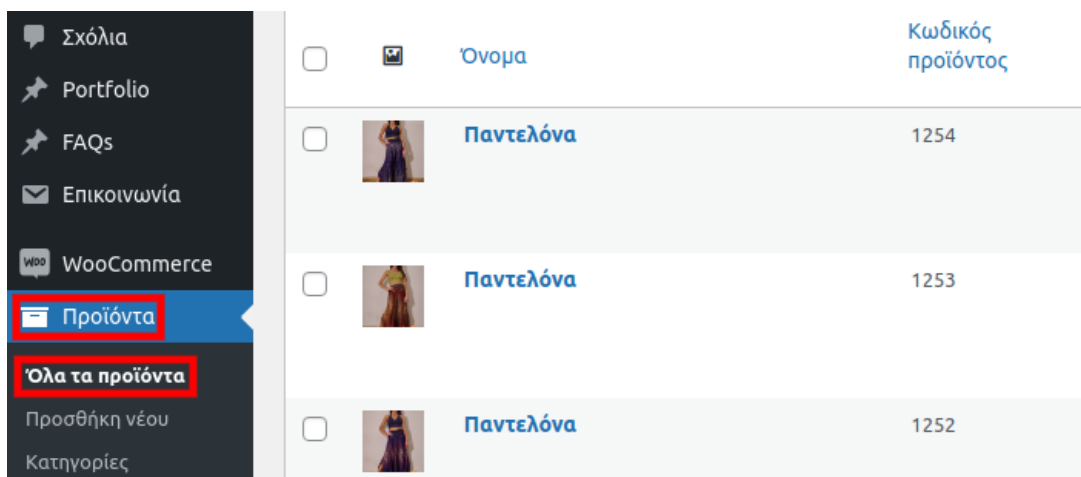 Σχόλια
Portfolio
FAQs
Επικοινωνία
WooCommerce
Προϊόντα
Όλα τα προϊόντα
Προσθήκη νέου
Κατηγορίες
Όνομα
Κωδικός
προϊόντος
Παντελόνα 1254
Παντελόνα 1253
Παντελόνα 1252